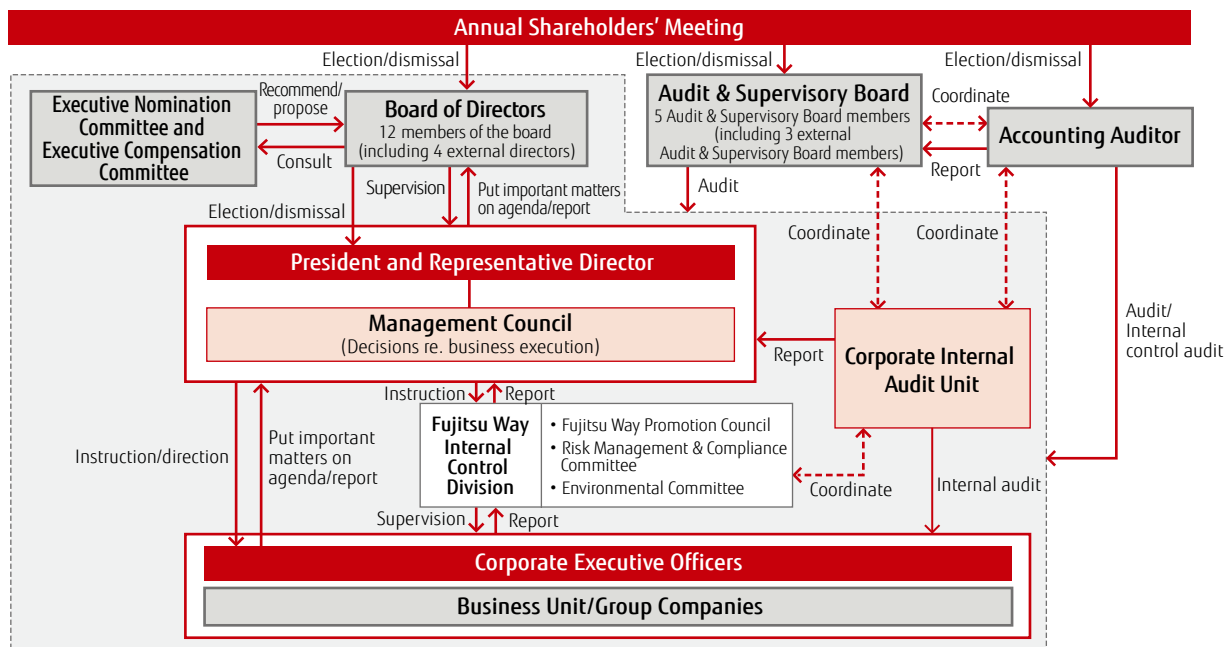 Annual Shareholders' Meeting
Election/dismissal
Election/dismissal
Election/dismissal
Executive Nomination
Committee and
Executive Compensation
Committee
Recommend/
propose
Consult
Board of Directors
12 members of the board
(including 4 external directors)
Audit & Supervisory Board
5 Audit & Supervisory Board members
(including 3 external
Audit & Supervisory Board members)
Coordinate
Report
Accounting Auditor
Election/dismissal
Supervision
Put important matters
on agenda/report
Audit
Coordinate
Coordinate
President and Representative Director
Management Council
(Decisions re. business execution)
Report
Corporate Internal
Audit Unit
Audit/
Internal
control audit
Instruction
Report
Instruction/direction
Put important
matters on
agenda/report
Fujitsu Way
Internal
Control
Division
• Fujitsu Way Promotion Council
• Risk Management & Compliance
Committee
• Environmental Committee
Coordinate
Internal audit
Supervision
Report
Corporate Executive Officers
Business Unit/Group Companies